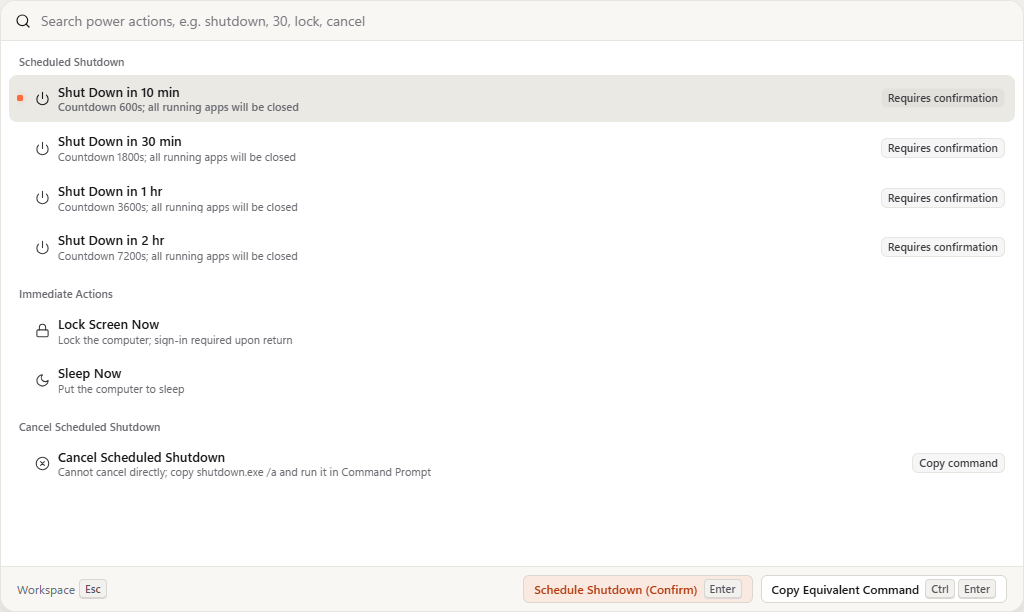 Search power actions, e.g. shutdown, 30, lock, cancel
Scheduled Shutdown
Shut Down in 10 min
Countdown 600s; all running apps will be closed
Requires confirmation
Shut Down in 30 min
Countdown 1800s; all running apps will be closed
Requires confirmation
Shut Down in 1 hr
Countdown 3600s; all running apps will be closed
Requires confirmation
Shut Down in 2 hr
Countdown 7200s; all running apps will be closed
Requires confirmation
Immediate Actions
Lock Screen Now
Lock the computer; sign-in required upon return
Sleep Now
Put the computer to sleep
Cancel Scheduled Shutdown
Cancel Scheduled Shutdown
Cannot cancel directly; copy shutdown.exe /a and run it in Command Prompt
Copy command
Workspace Esc
Schedule Shutdown (Confirm) Enter
Copy Equivalent Command Ctrl Enter